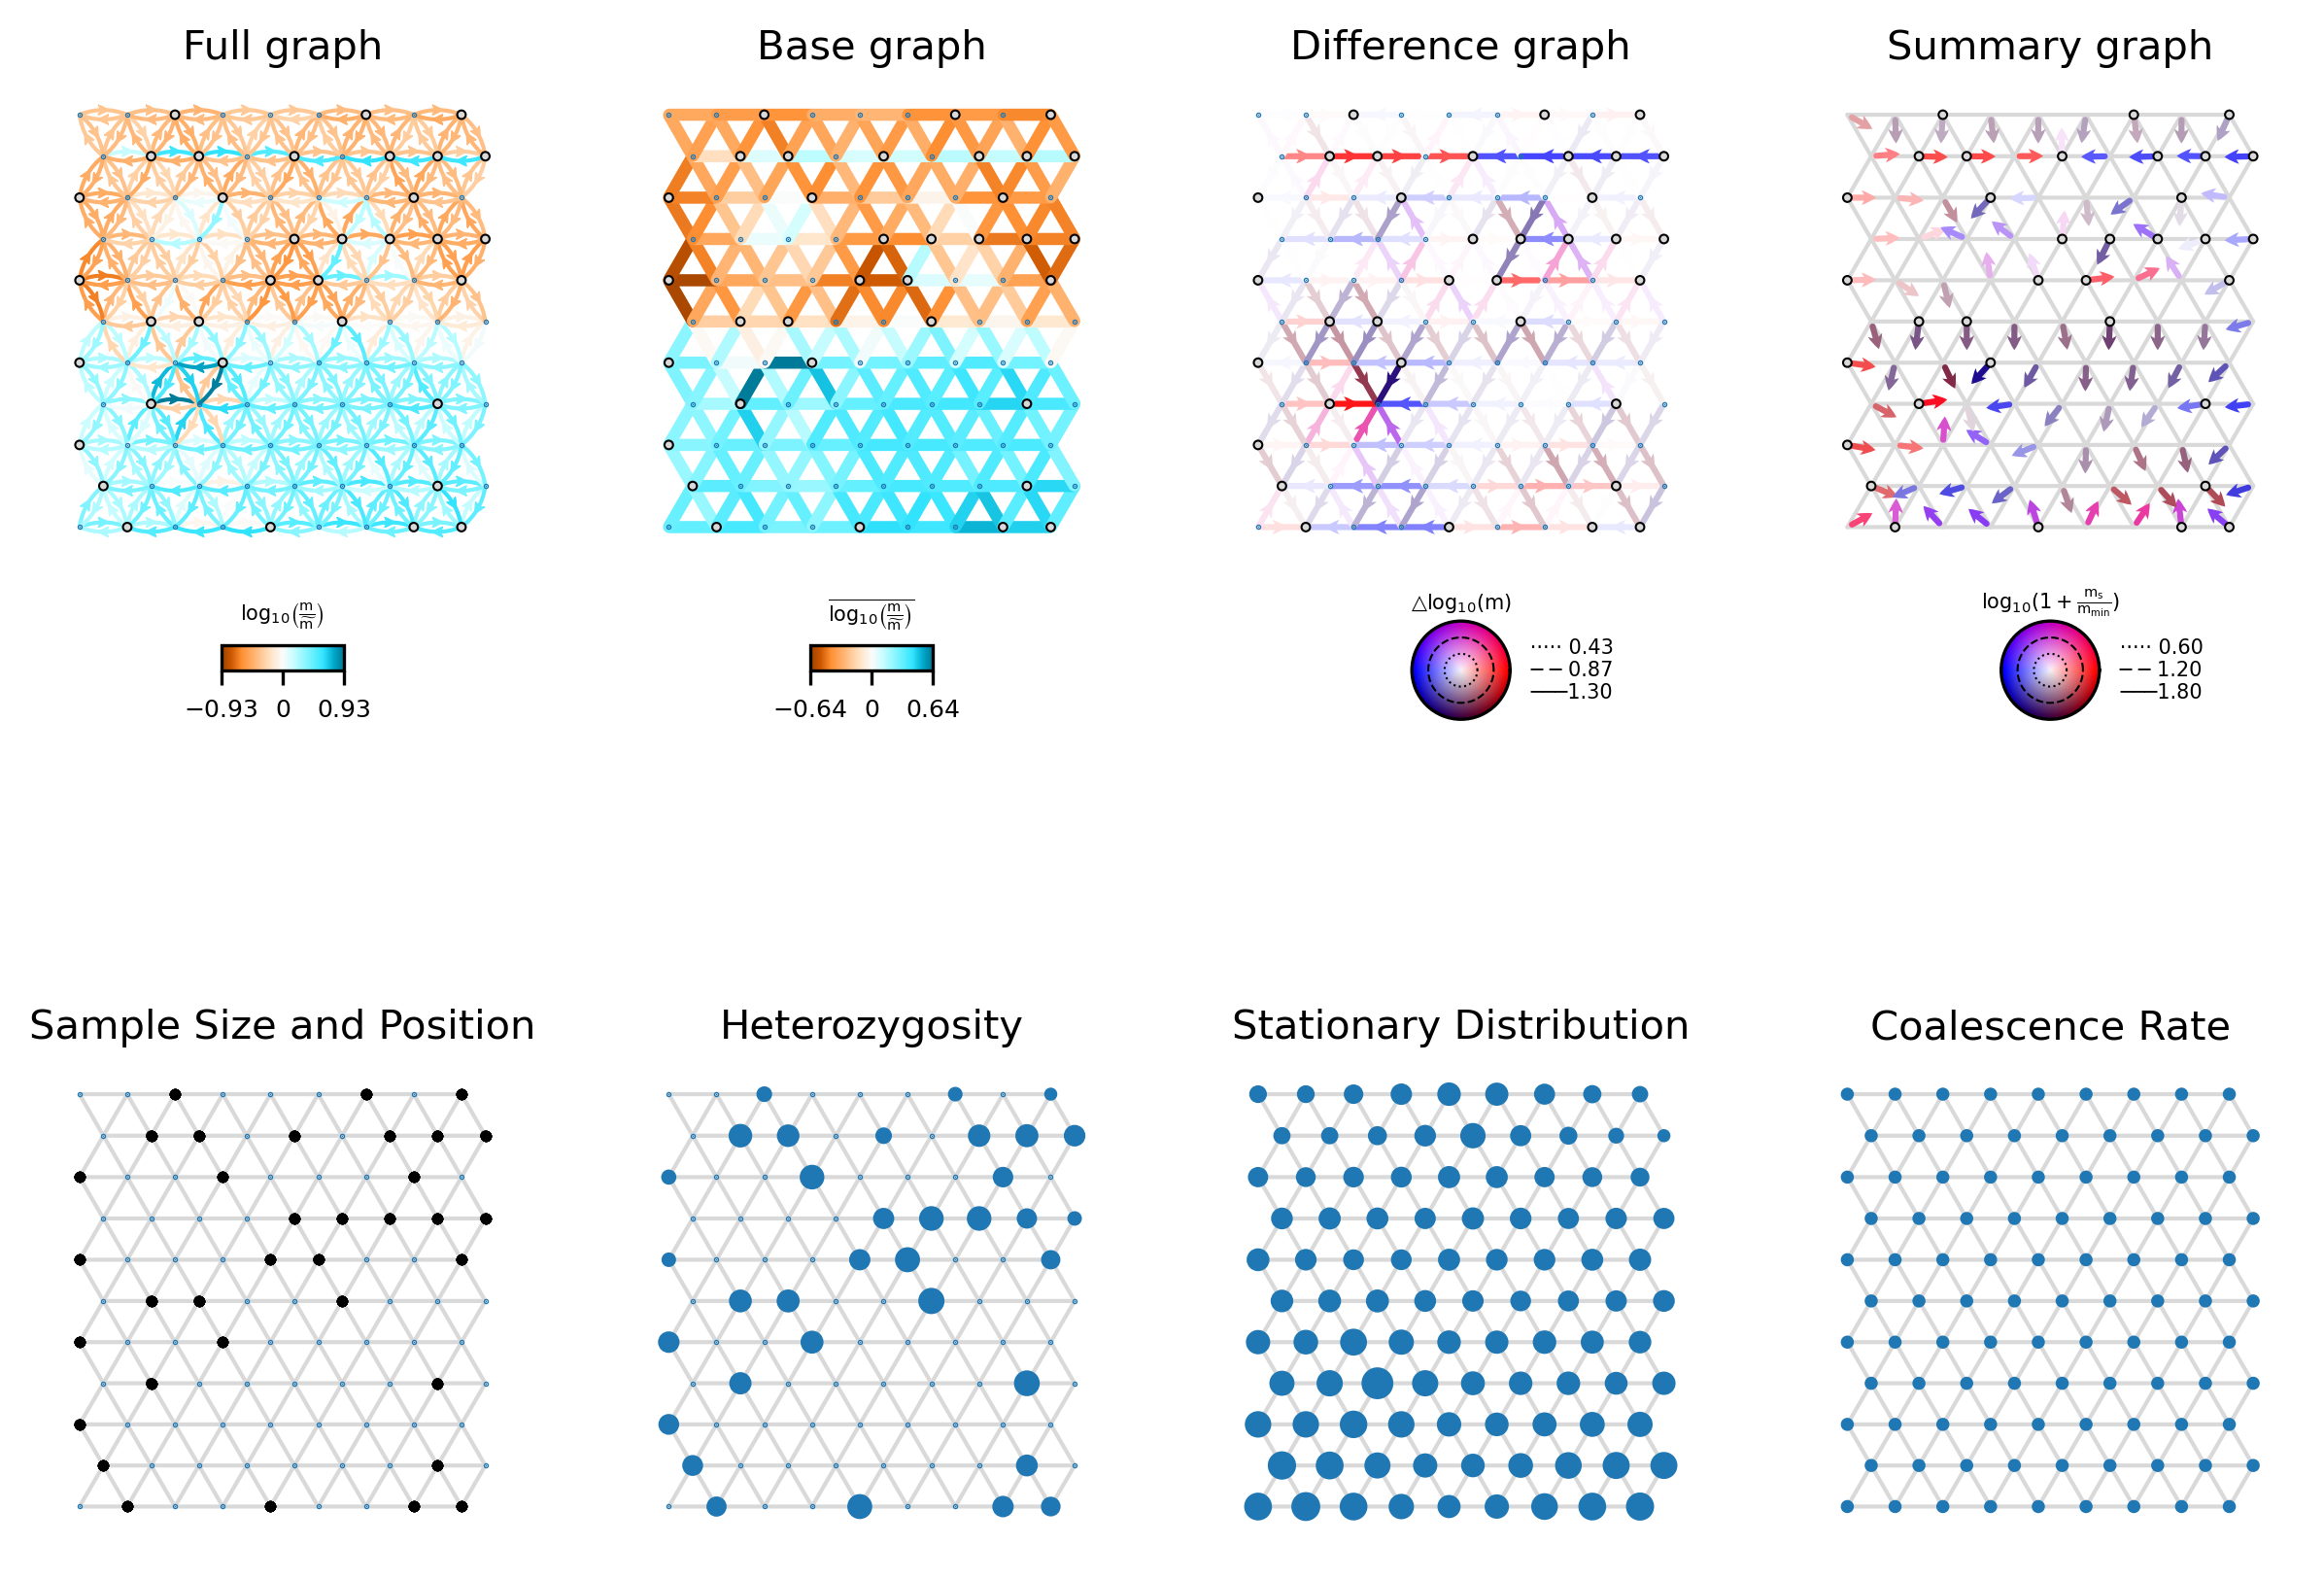 Full graph Base graph Difference graph Summary graph
log₁₀(m/m̃) log₁₀(m/m̃) △log₁₀(m) log₁₀(1 + mₛ/m_min)
····· 0.43 ····· 0.60
−− 0.87 −− 1.20
—1.30 —1.80
−0.93 0 0.93 −0.64 0 0.64
Sample Size and Position Heterozygosity Stationary Distribution Coalescence Rate